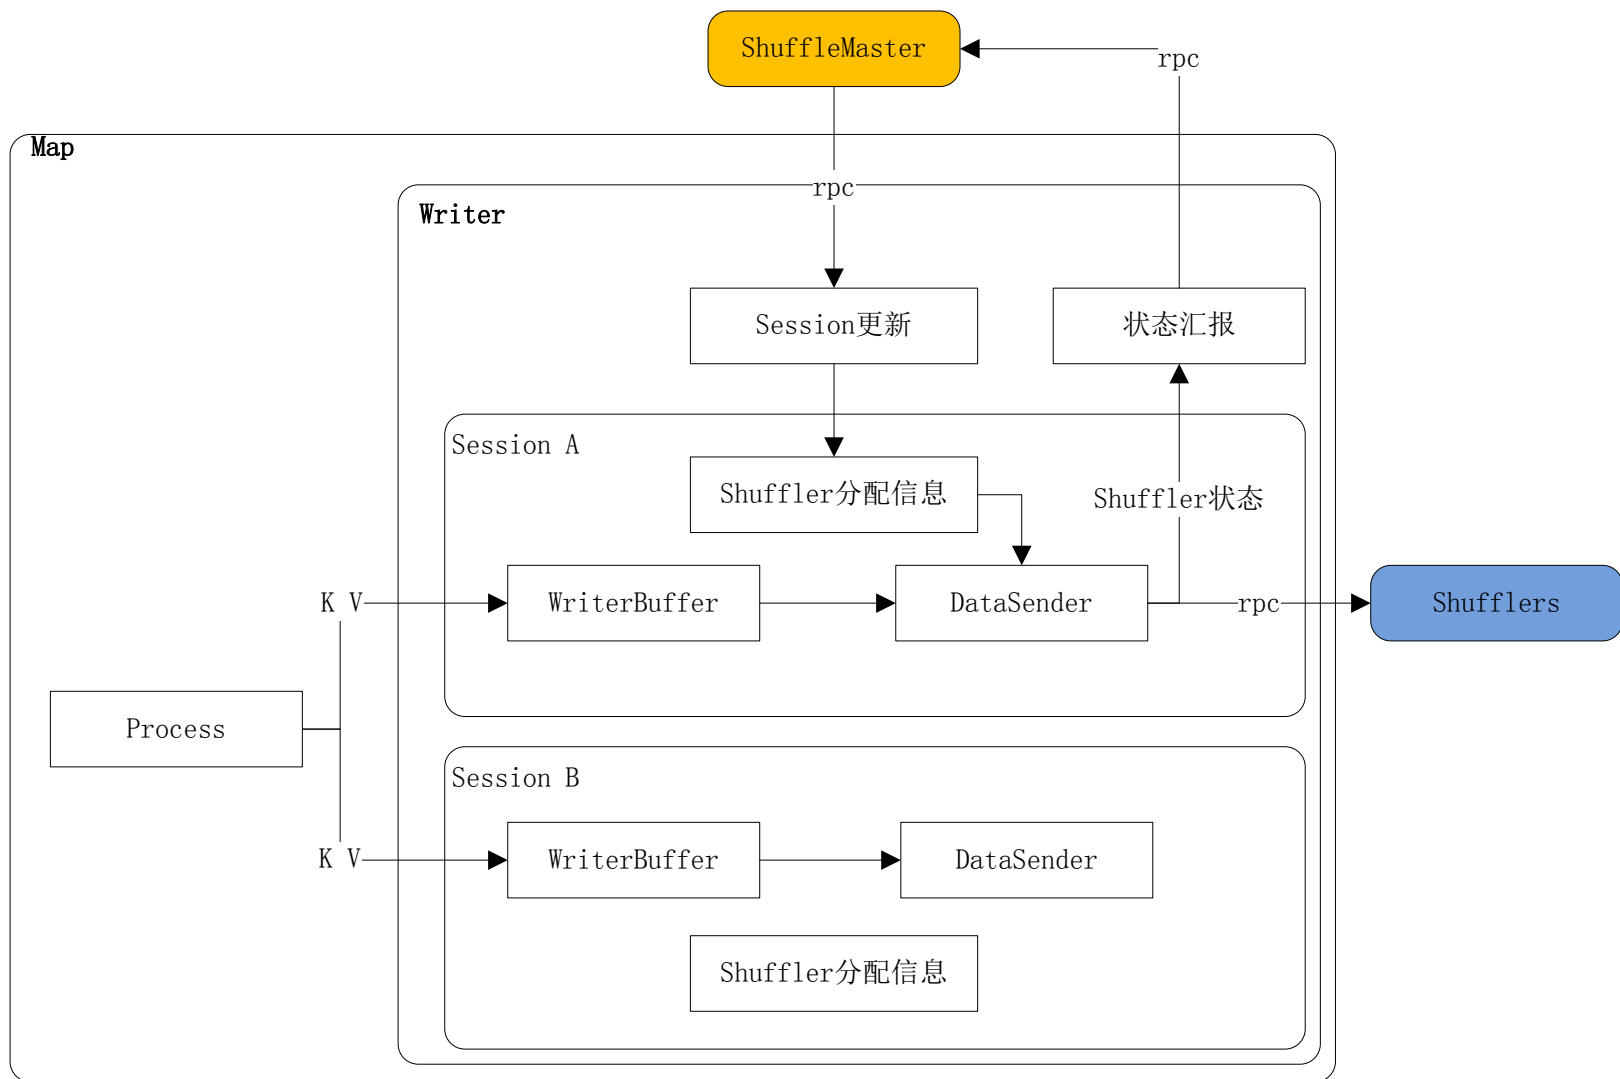 ShuffleMaster
rpc
Map
rpc
Writer
Session更新
状态汇报
Session A
Shuffler分配信息
Shuffler状态
K V
WriterBuffer
DataSender
rpc
Shufflers
Process
Session B
K V
WriterBuffer
DataSender
Shuffler分配信息